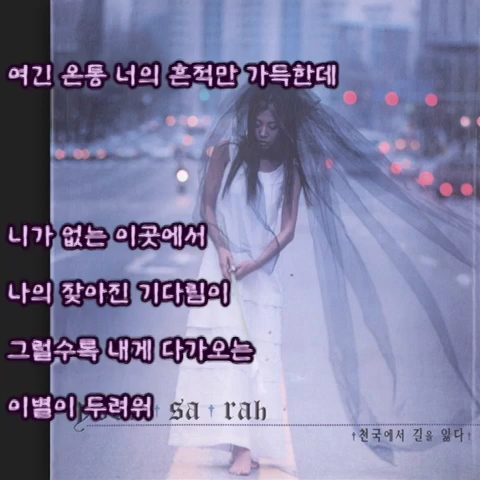 여긴 온통 너의 흔적만 가득한데
니가 없는 이곳에서
나의 잦아진 기다림이
그럴수록 내게 다가오는
이별이 두려워
sa † rah
†천국에서 길을 잃다†